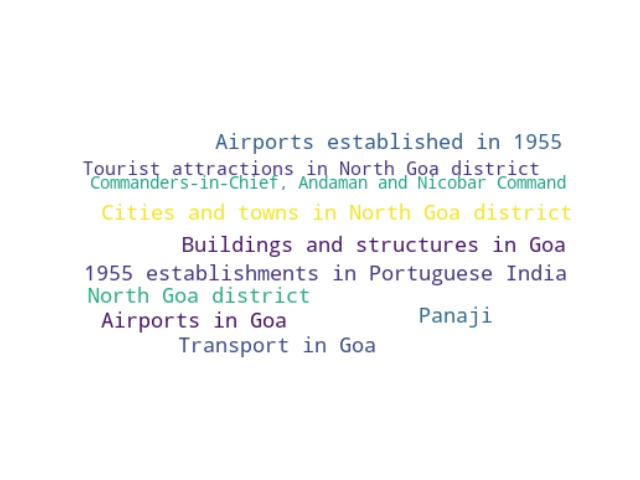 Airports established in 1955
Tourist attractions in North Goa district
Commanders-in-Chief, Andaman and Nicobar Command
Cities and towns in North Goa district
Buildings and structures in Goa
1955 establishments in Portuguese India
North Goa district
Panaji
Airports in Goa
Transport in Goa